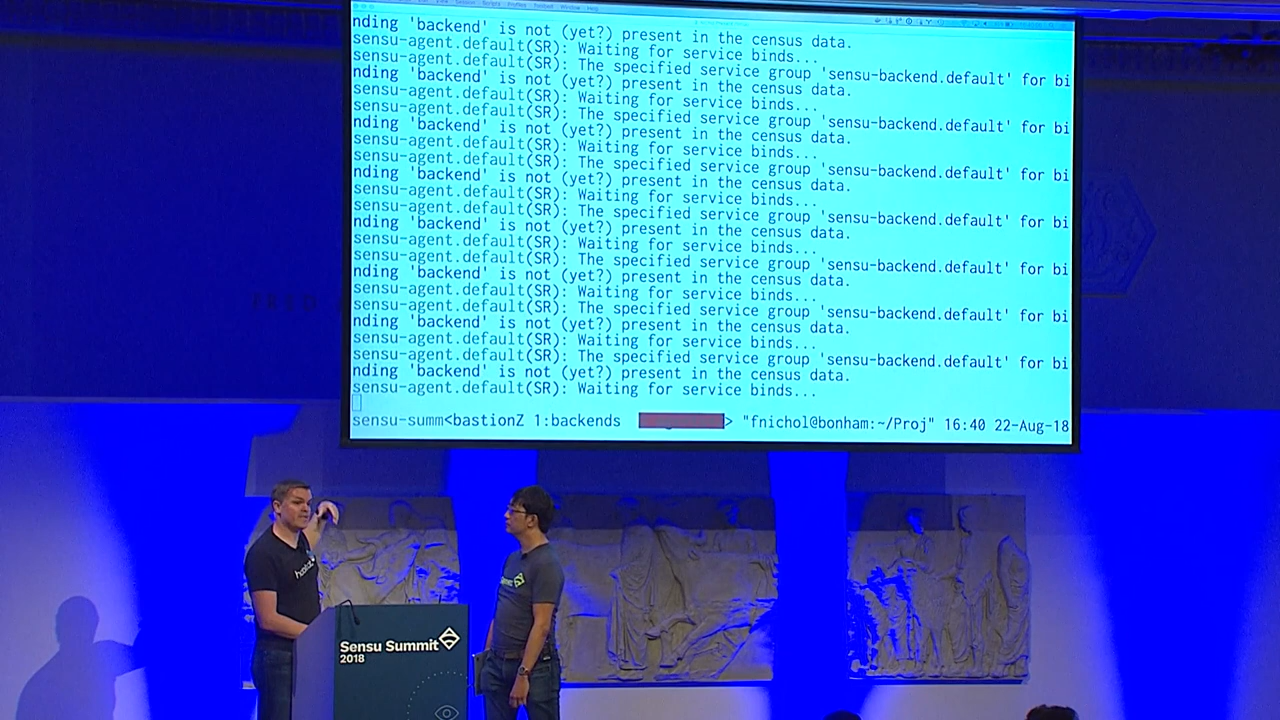 nding 'backend' is not (yet?) present in the census data.
sensu-agent.default(SR): Waiting for service binds...
sensu-agent.default(SR): The specified service group 'sensu-backend.default' for bi
nding 'backend' is not (yet?) present in the census data.
sensu-agent.default(SR): Waiting for service binds...
sensu-agent.default(SR): The specified service group 'sensu-backend.default' for bi
nding 'backend' is not (yet?) present in the census data.
sensu-agent.default(SR): Waiting for service binds...
sensu-agent.default(SR): The specified service group 'sensu-backend.default' for bi
nding 'backend' is not (yet?) present in the census data.
sensu-agent.default(SR): Waiting for service binds...
sensu-agent.default(SR): The specified service group 'sensu-backend.default' for bi
nding 'backend' is not (yet?) present in the census data.
sensu-agent.default(SR): Waiting for service binds...
sensu-agent.default(SR): The specified service group 'sensu-backend.default' for bi
nding 'backend' is not (yet?) present in the census data.
sensu-agent.default(SR): Waiting for service binds...
sensu-agent.default(SR): The specified service group 'sensu-backend.default' for bi
nding 'backend' is not (yet?) present in the census data.
sensu-agent.default(SR): Waiting for service binds...
sensu-agent.default(SR): The specified service group 'sensu-backend.default' for bi
nding 'backend' is not (yet?) present in the census data.
sensu-agent.default(SR): Waiting for service binds...
sensu-summ<bastionZ 1:backends > "fnichol@bonham:~/Proj" 16:40 22-Aug-18
Sensu Summit
2018